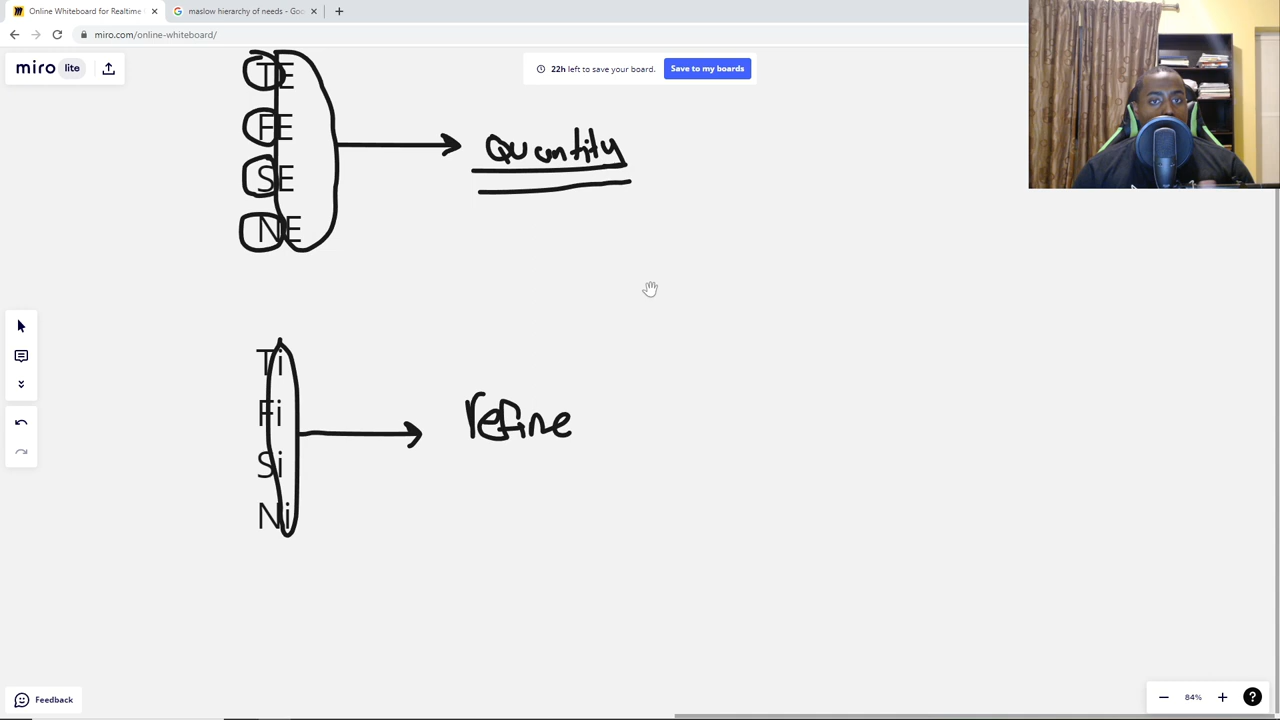 Online Whiteboard for Realtime
maslow hierarchy of needs - Goo
miro.com/online-whiteboard/
miro lite
22h left to save your board.
Save to my boards
TE
FE
SE
NE
Quantity
Ti
Fi
Si
Ni
refine
Feedback
84%
?